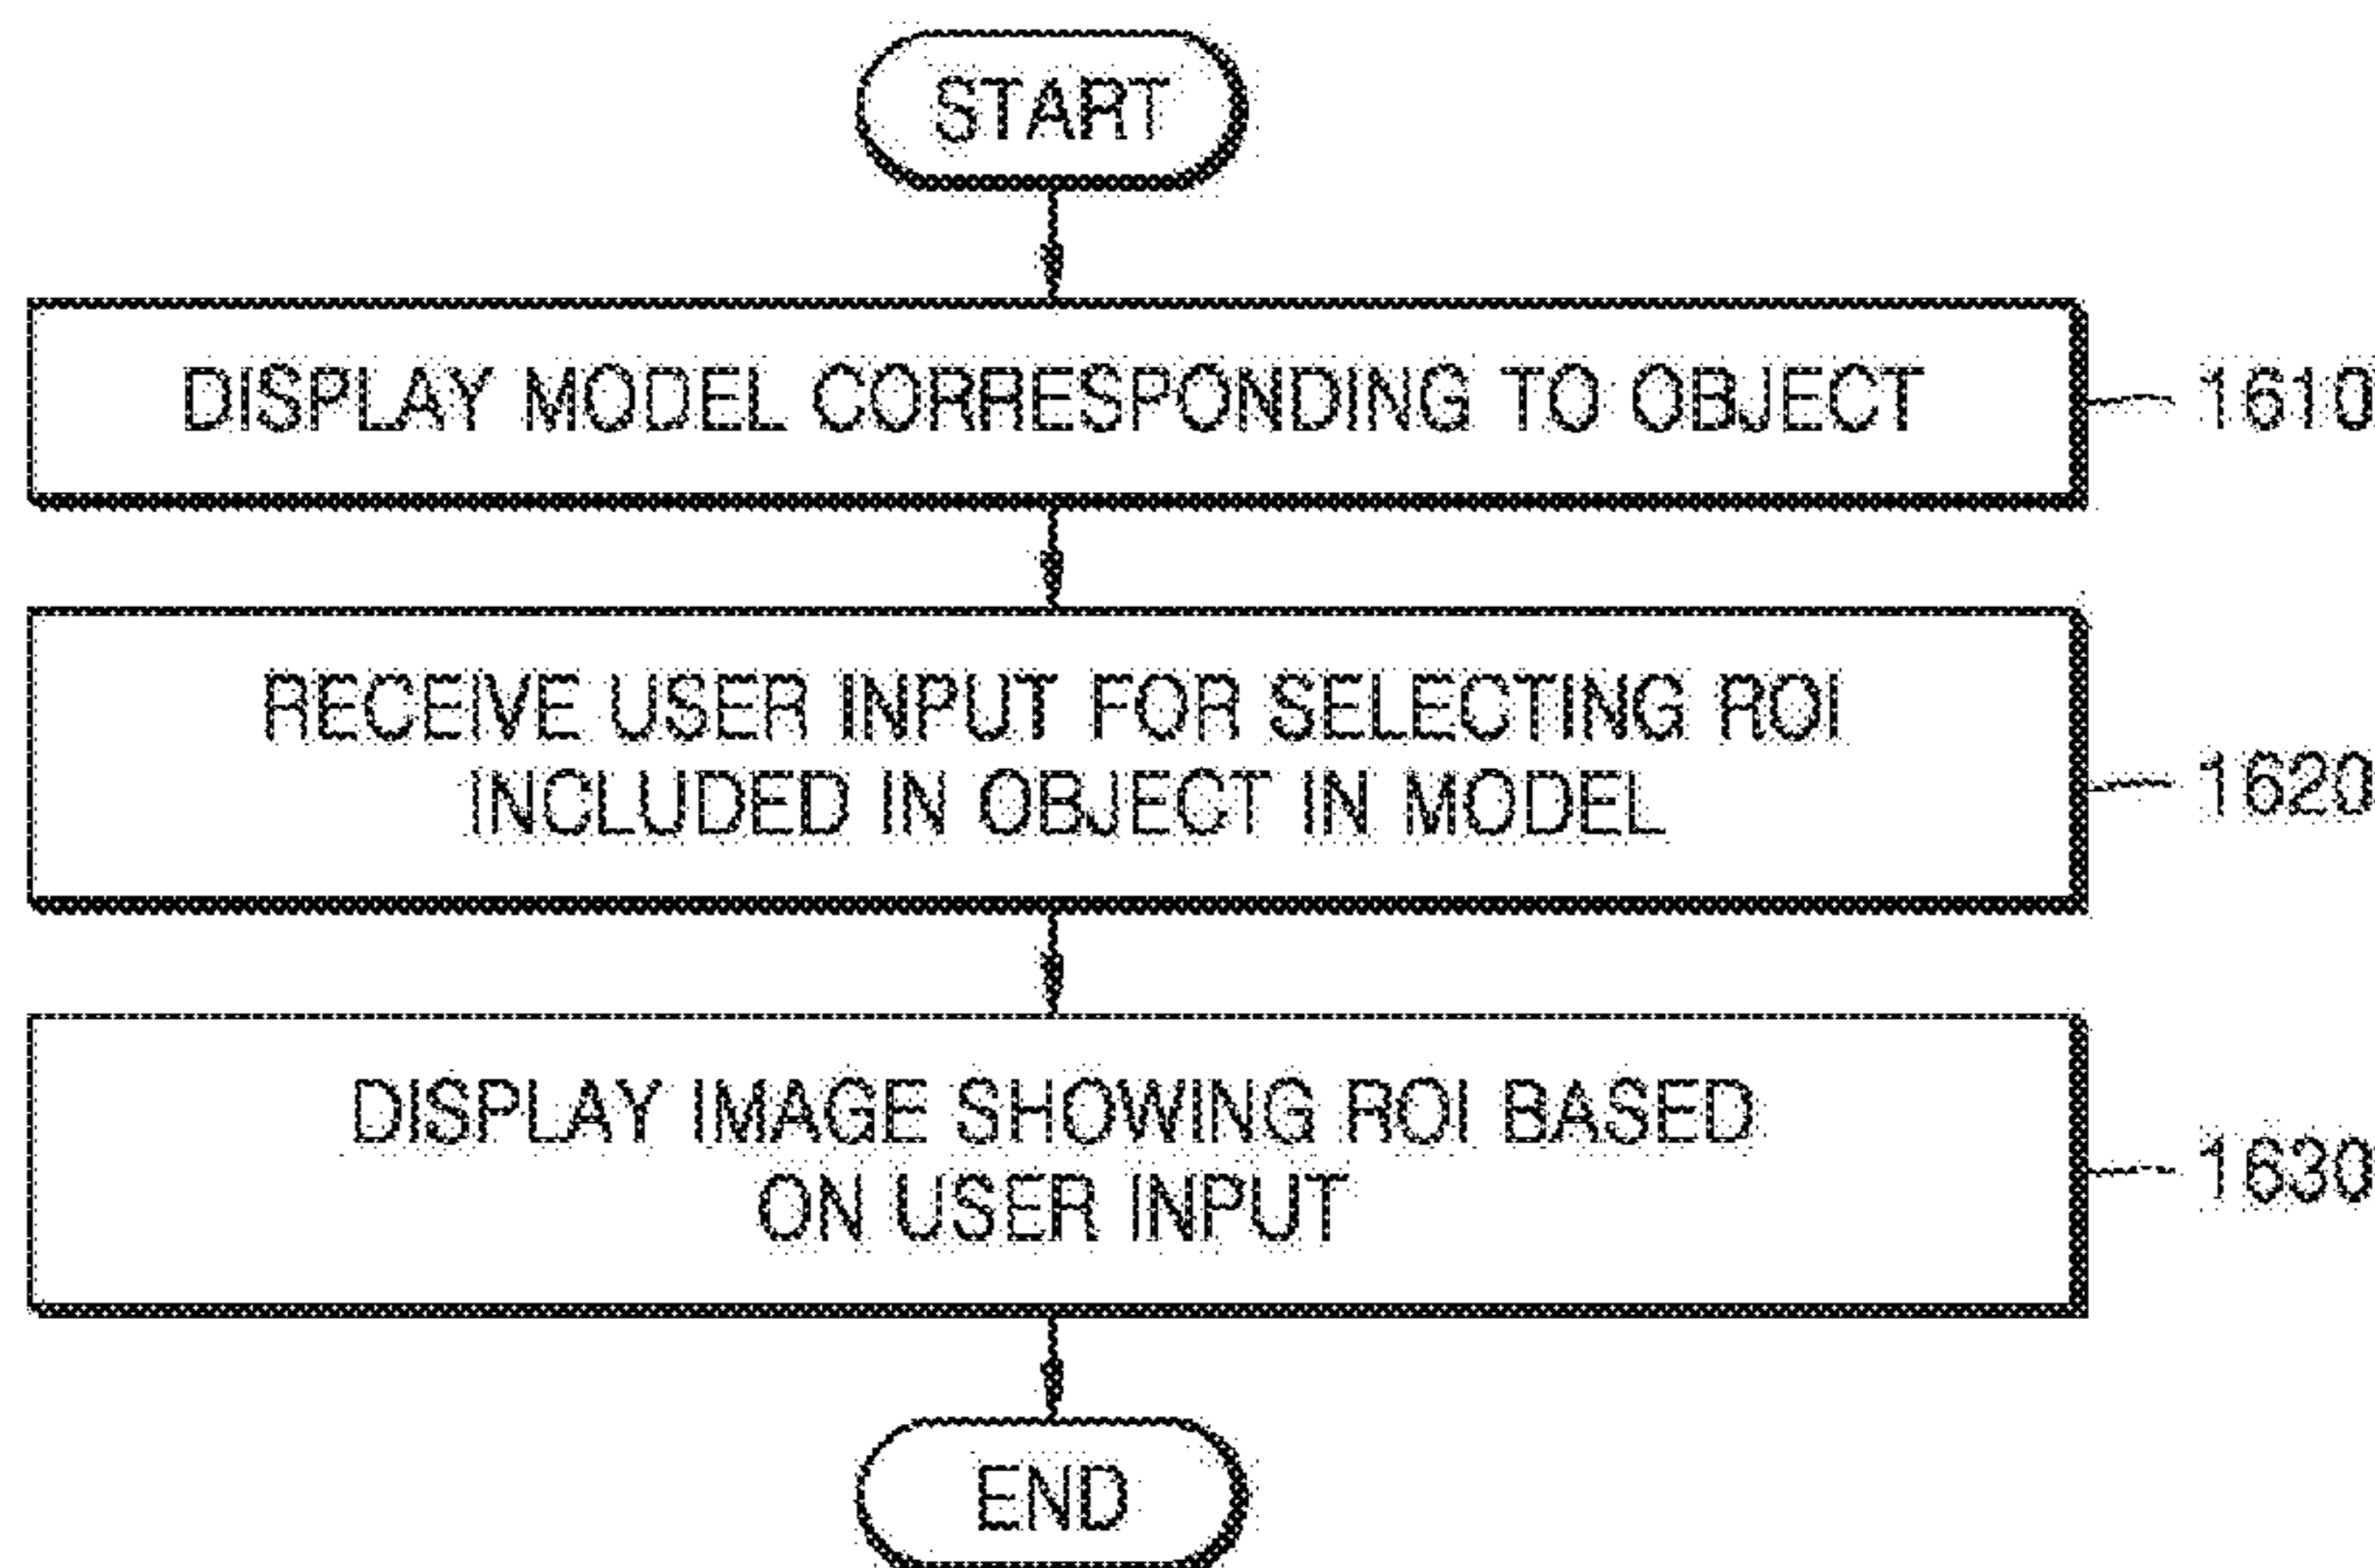 START
DISPLAY MODEL CORRESPONDING TO OBJECT
1610
RECEIVE USER INPUT FOR SELECTING ROI
INCLUDED IN OBJECT IN MODEL
1620
DISPLAY IMAGE SHOWING ROI BASED
ON USER INPUT
1630
END